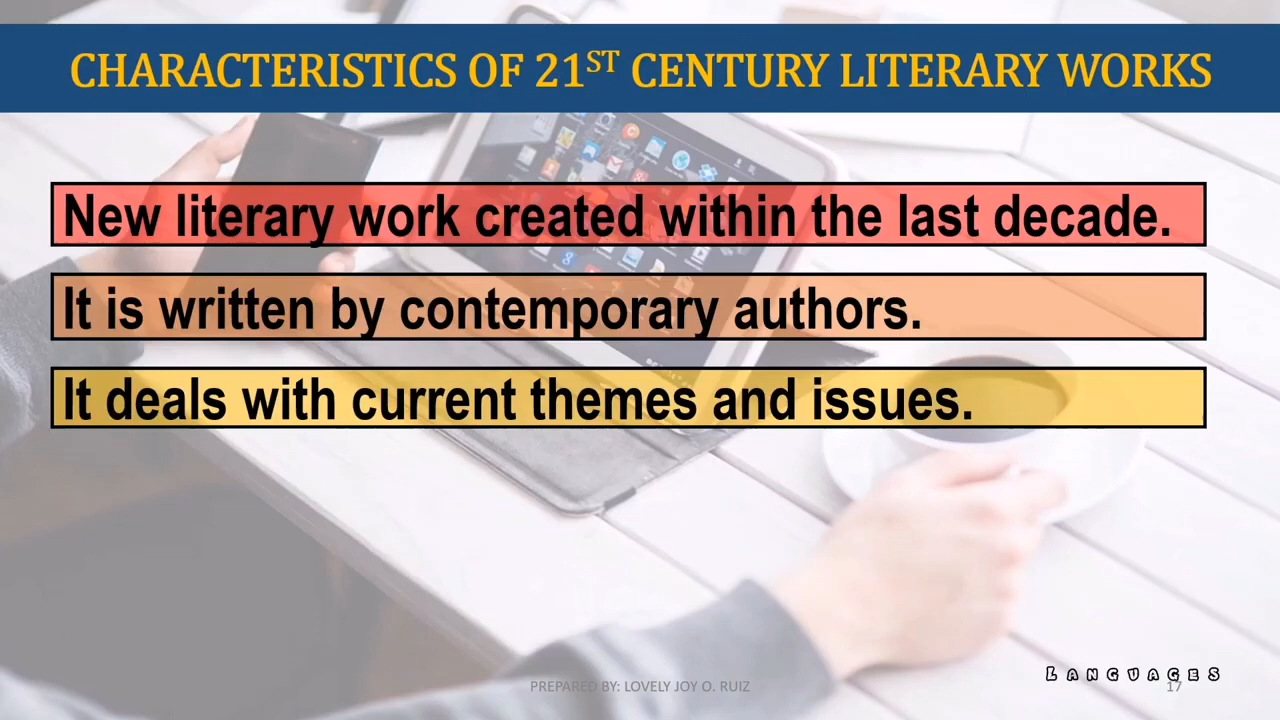 CHARACTERISTICS OF 21ST CENTURY LITERARY WORKS
New literary work created within the last decade.
It is written by contemporary authors.
It deals with current themes and issues.
PREPARED BY: LOVELY JOY O. RUIZ
LANGUAGES
17